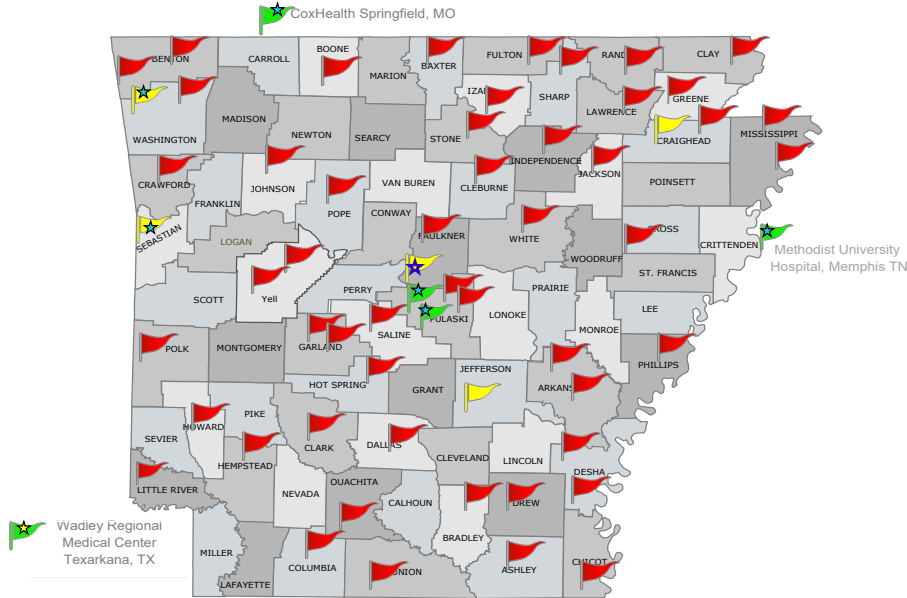 CoxHealth Springfield, MO
BENTON
CARROLL
BOONE
MARION
BAXTER
FULTON
CLAY
SHARP
LAWRENCE
GREENE
WASHINGTON
MADISON
NEWTON
SEARCY
STONE
INDEPENDENCE
JACKSON
CRAIGHEAD
MISSISSIPPI
CRAWFORD
FRANKLIN
JOHNSON
POPE
VAN BUREN
CLEBURNE
POINSETT
SEBASTIAN
LOGAN
CONWAY
FAULKNER
WHITE
WOODRUFF
CROSS
CRITTENDEN
Methodist University
Hospital, Memphis TN
ST. FRANCIS
SCOTT
Yell
PERRY
PULASKI
LONOKE
PRAIRIE
LEE
MONROE
POLK
MONTGOMERY
GARLAND
SALINE
PHILLIPS
HOT SPRING
GRANT
JEFFERSON
ARKANS
SEVIER
HOWARD
PIKE
CLARK
DALLAS
CLEVELAND
LINCOLN
DESHA
LITTLE RIVER
HEMPSTEAD
NEVADA
OUACHITA
CALHOUN
BRADLEY
DREW
Wadley Regional
Medical Center
Texarkana, TX
MILLER
LAFAYETTE
COLUMBIA
UNION
ASHLEY
CHICOT